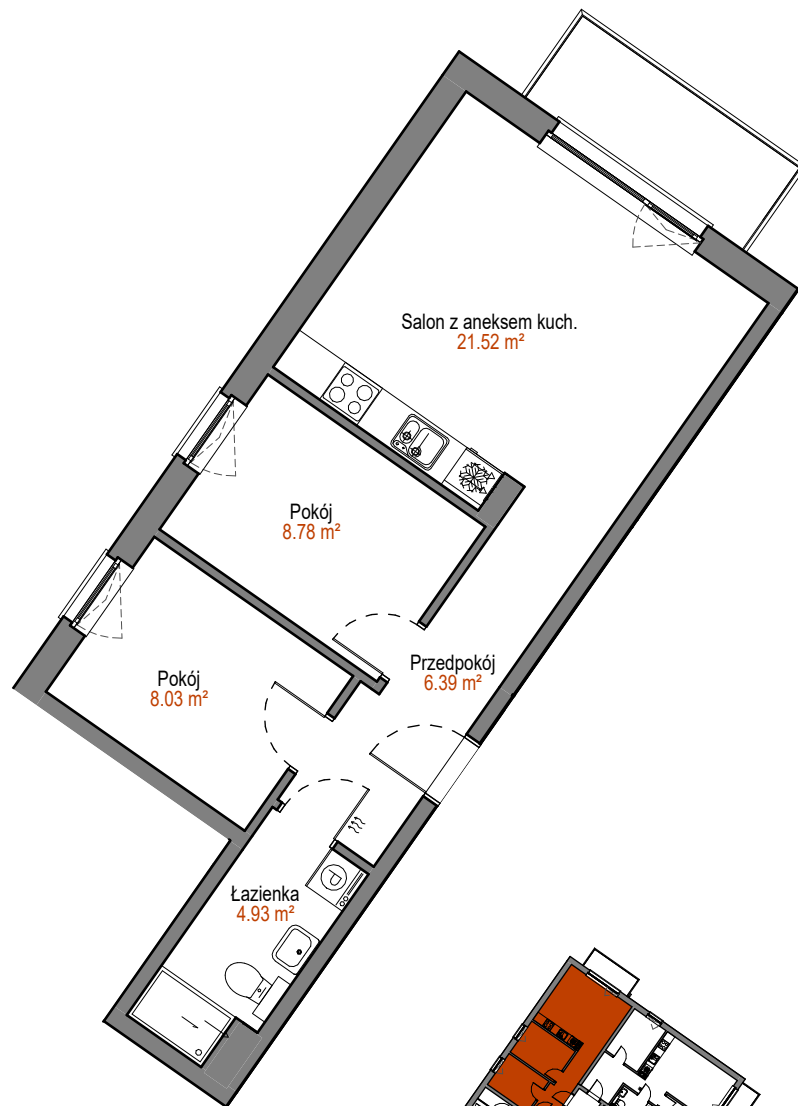 Salon z aneksem kuch.
21.52 m²
Pokój
8.78 m²
Przedpokój
6.39 m²
Pokój
8.03 m²
Łazienka
4.93 m²